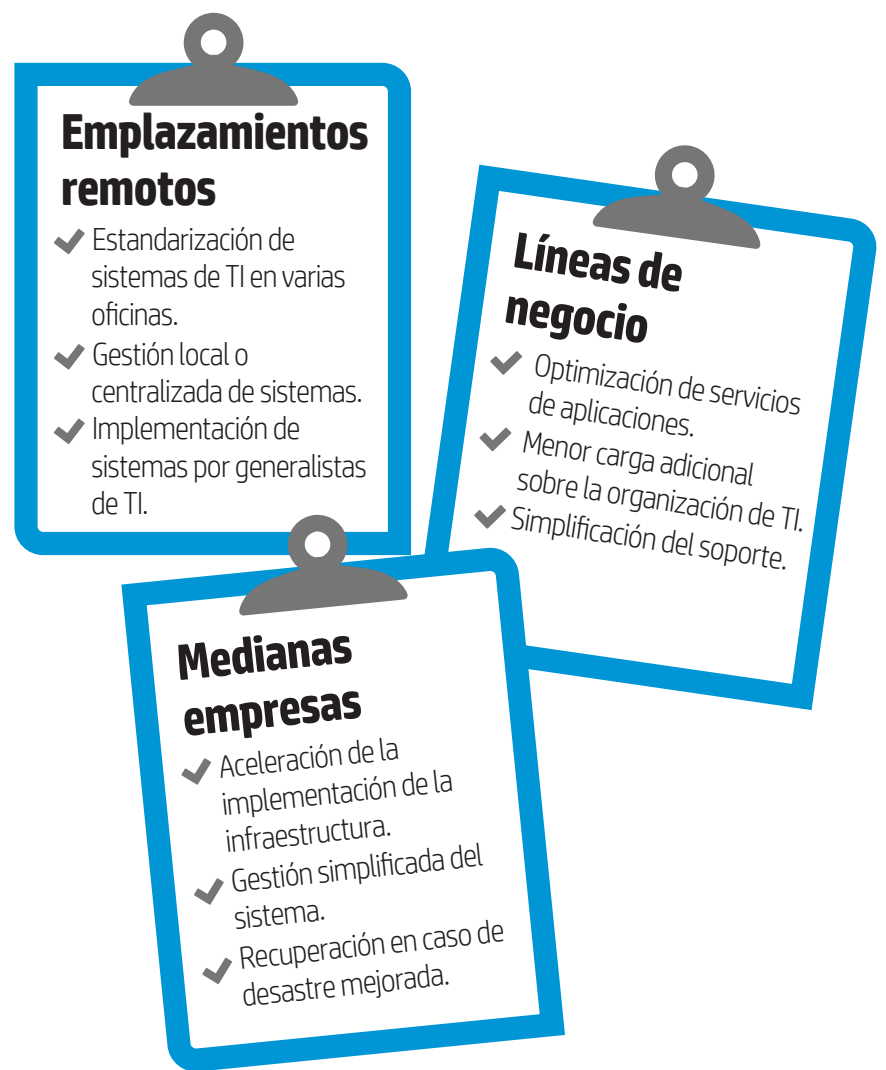 Emplazamientos
remotos
Estandarización de
sistemas de TI en varias
oficinas.
Gestión local o
centralizada de sistemas.
Implementación de
sistemas por generalistas
de TI.
Líneas de
negocio
Optimización de servicios
de aplicaciones.
Menor carga adicional
sobre la organización de TI.
Simplificación del soporte.
Medianas
empresas
Aceleración de la
implementación de la
infraestructura.
Gestión simplificada del
sistema.
Recuperación en caso de
desastre mejorada.